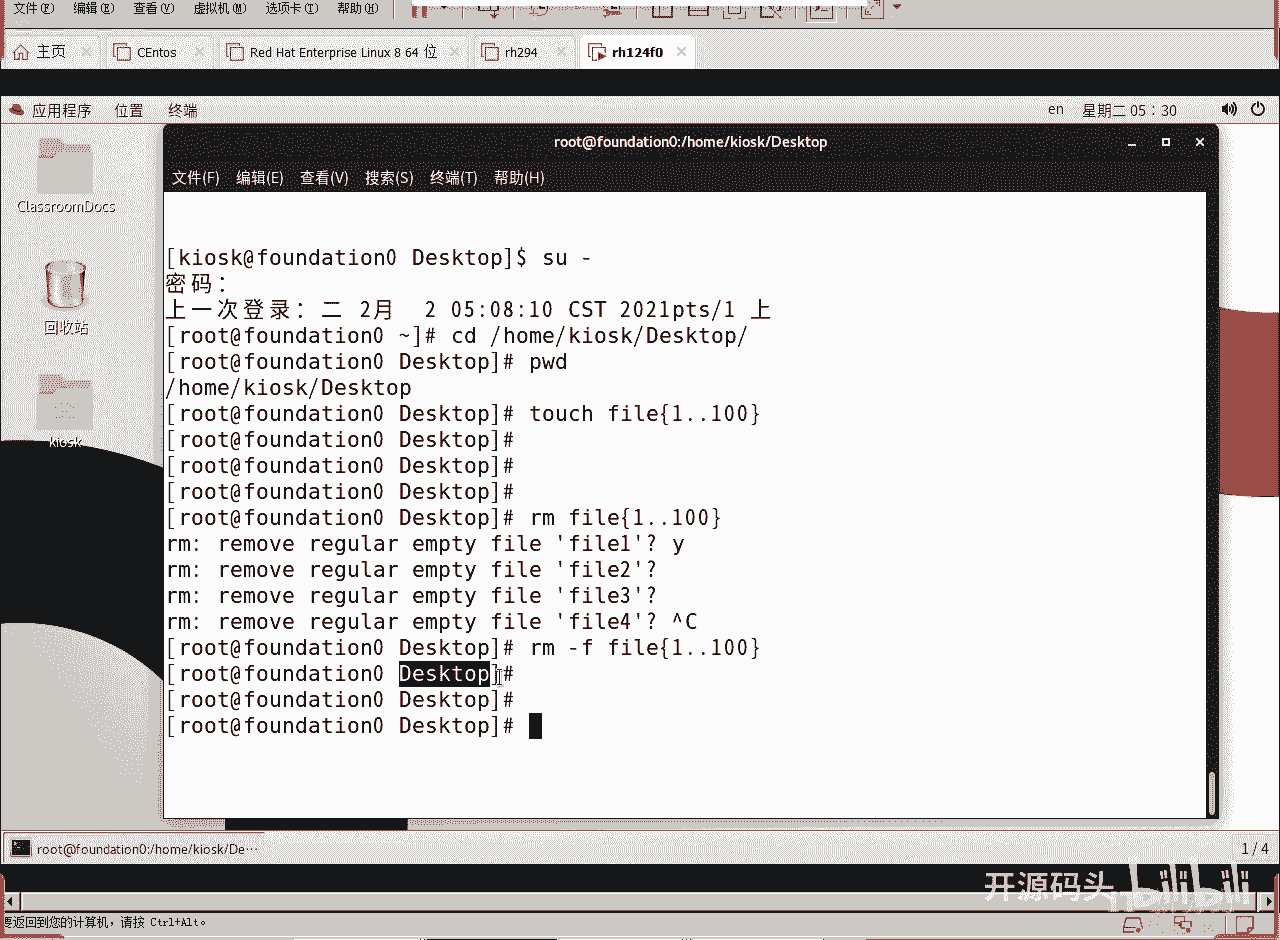 文件(F) 编辑(E) 查看(V) 虚拟机(M) 选项卡(T) 帮助(H)
主页 CEntos Red Hat Enterprise Linux 8 64 位 rh294 rh124f0
应用程序 位置 终端 en 星期二 05：30
root@foundation0:/home/kiosk/Desktop
文件(F) 编辑(E) 查看(V) 搜索(S) 终端(T) 帮助(H)
ClassroomDocs
回收站
kiosk
[kiosk@foundation0 Desktop]$ su -
密码：
上一次登录：二 2月  2 05:08:10 CST 2021pts/1 上
[root@foundation0 ~]# cd /home/kiosk/Desktop/
[root@foundation0 Desktop]# pwd
/home/kiosk/Desktop
[root@foundation0 Desktop]# touch file{1..100}
[root@foundation0 Desktop]#
[root@foundation0 Desktop]#
[root@foundation0 Desktop]#
[root@foundation0 Desktop]# rm file{1..100}
rm: remove regular empty file 'file1'? y
rm: remove regular empty file 'file2'?
rm: remove regular empty file 'file3'?
rm: remove regular empty file 'file4'? ^C
[root@foundation0 Desktop]# rm -f file{1..100}
[root@foundation0 Desktop]#
[root@foundation0 Desktop]#
[root@foundation0 Desktop]#
root@foundation0:/home/kiosk/De…
1 / 4
开源码头 bilibili
要返回到您的计算机，请按 Ctrl+Alt。